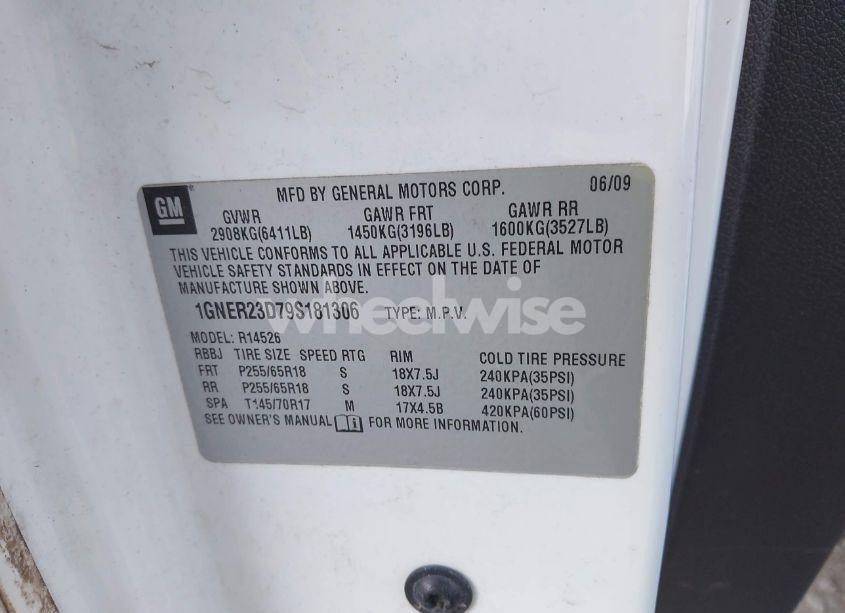 GM
MFD BY GENERAL MOTORS CORP. 06/09
GVWR GAWR FRT GAWR RR
2908KG(6411LB) 1450KG(3196LB) 1600KG(3527LB)
THIS VEHICLE CONFORMS TO ALL APPLICABLE U.S. FEDERAL MOTOR
VEHICLE SAFETY STANDARDS IN EFFECT ON THE DATE OF
MANUFACTURE SHOWN ABOVE.
1GNER23D79S181306 TYPE: M.P.V.
wheelwise
MODEL: R14526
RBBJ TIRE SIZE SPEED RTG RIM COLD TIRE PRESSURE
FRT P255/65R18 S 18X7.5J 240KPA(35PSI)
RR P255/65R18 S 18X7.5J 240KPA(35PSI)
SPA T145/70R17 M 17X4.5B 420KPA(60PSI)
SEE OWNER'S MANUAL FOR MORE INFORMATION.